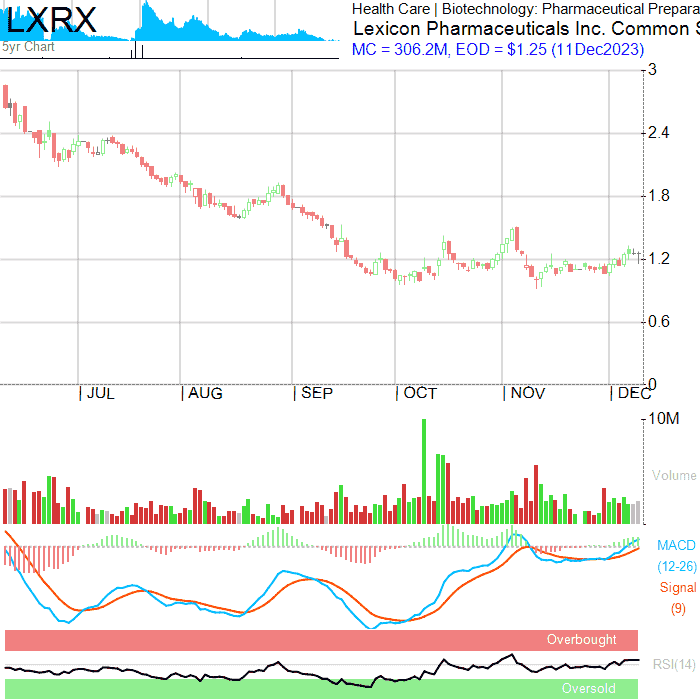 LXRX
5yr Chart
Health Care | Biotechnology: Pharmaceutical Prepara
Lexicon Pharmaceuticals Inc. Common S
MC = 306.2M, EOD = $1.25 (11Dec2023)
3
2.4
1.8
1.2
0.6
0
JUL AUG SEP OCT NOV DEC
10M
Volume
MACD
(12-26)
Signal
(9)
Overbought
RSI(14)
Oversold